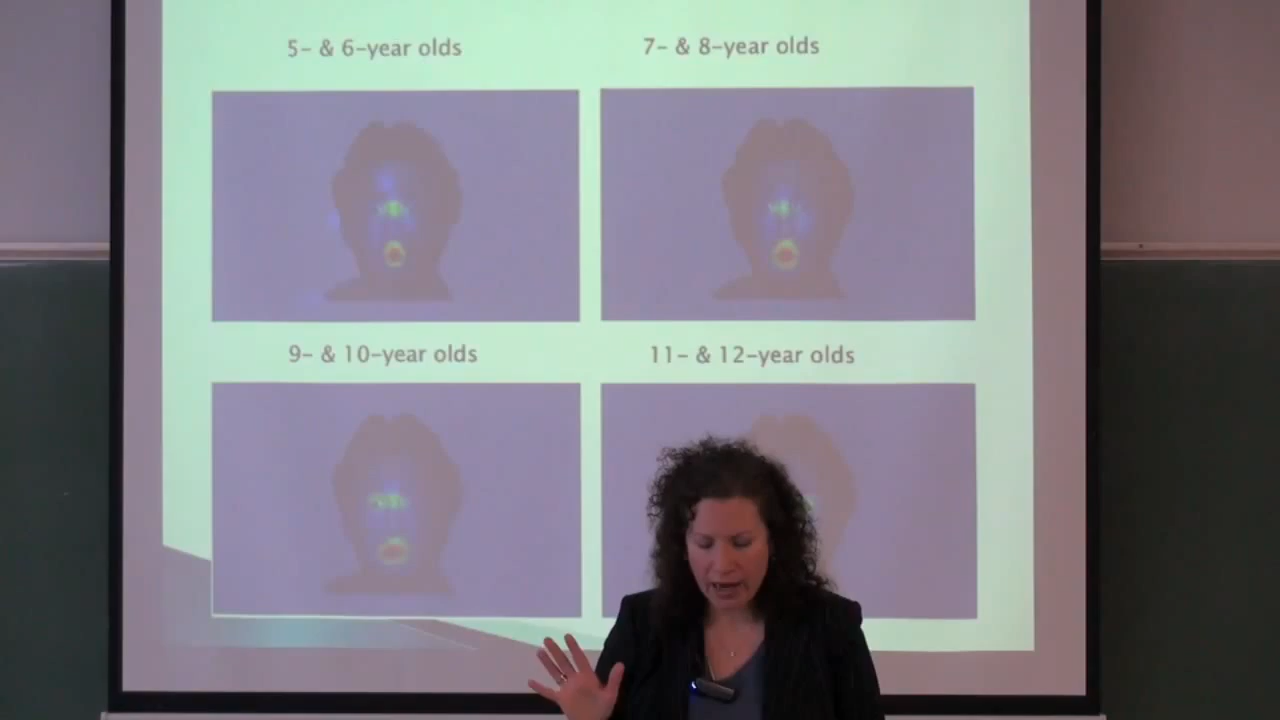 5- & 6-year olds
7- & 8-year olds
9- & 10-year olds
11- & 12-year olds